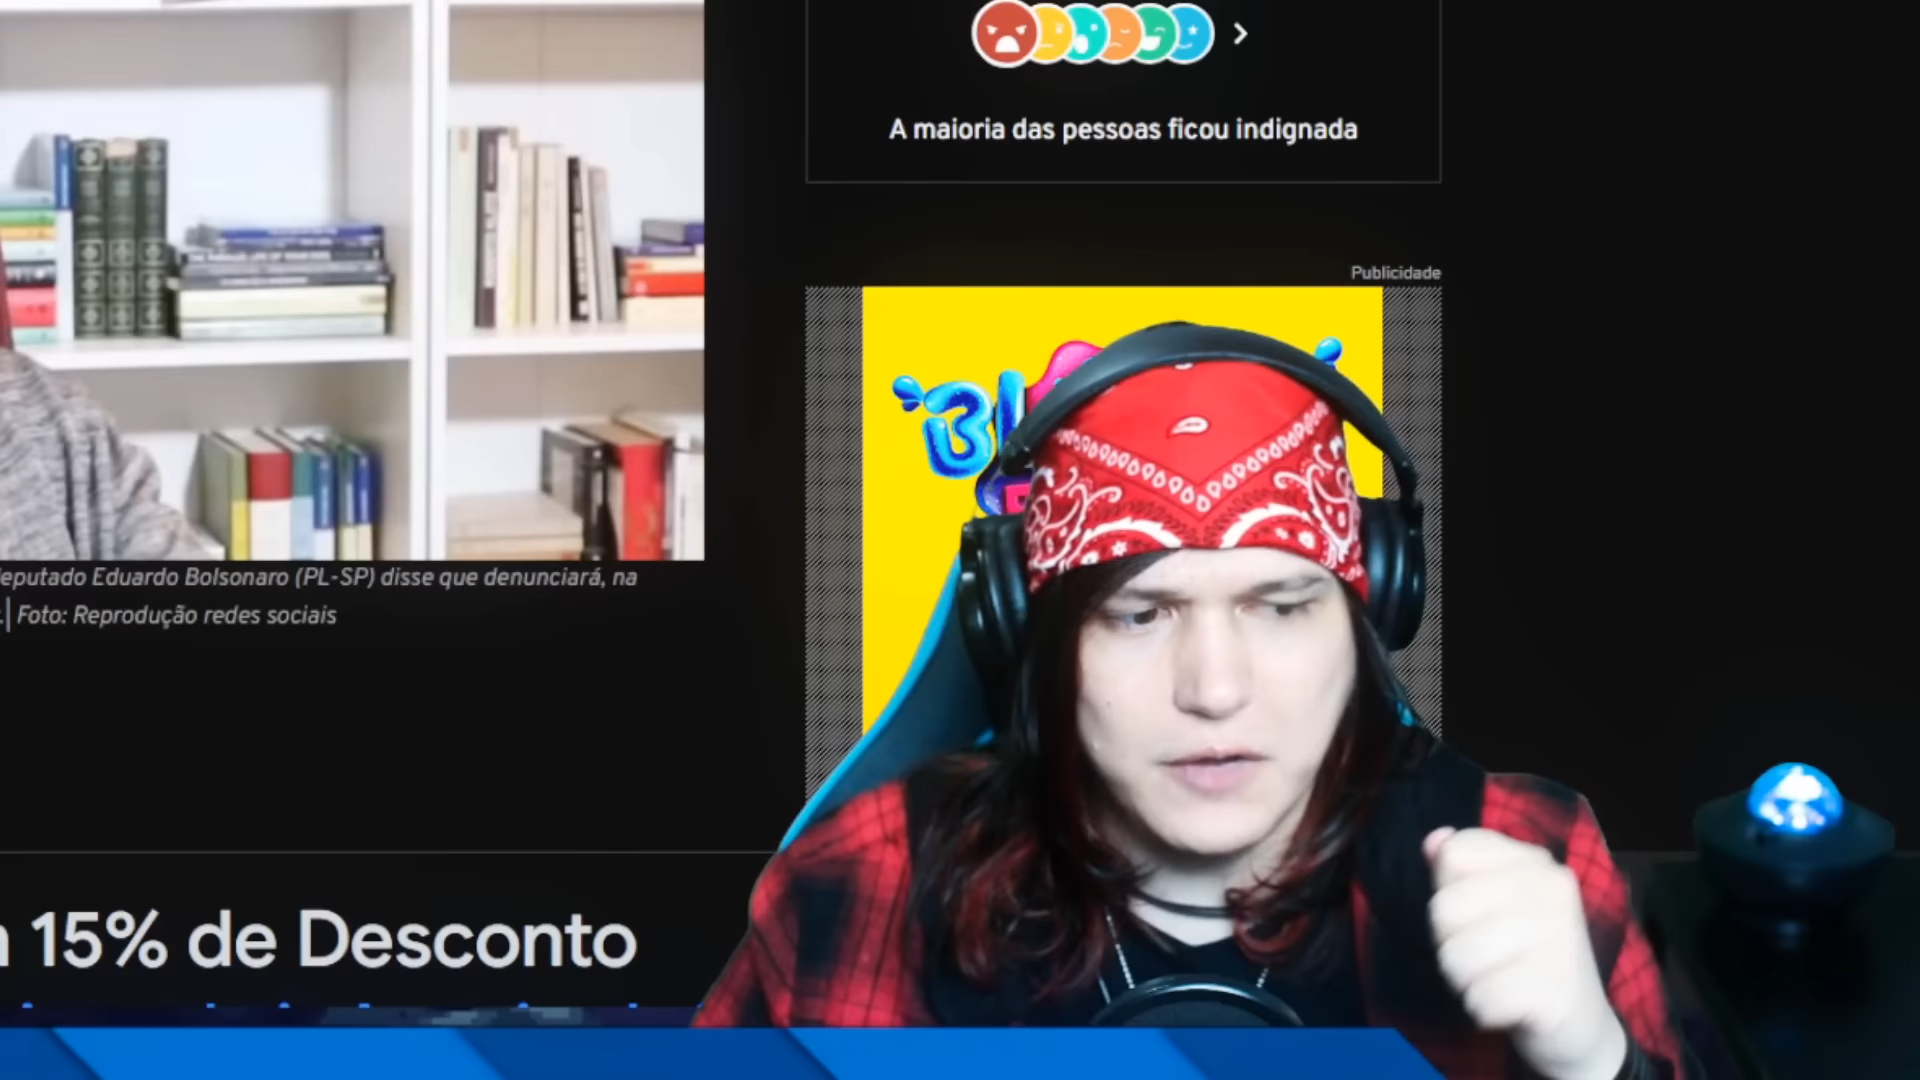 A maioria das pessoas ficou indignada
Publicidade
deputado Eduardo Bolsonaro (PL-SP) disse que denunciará, na
| Foto: Reprodução redes sociais
15% de Desconto